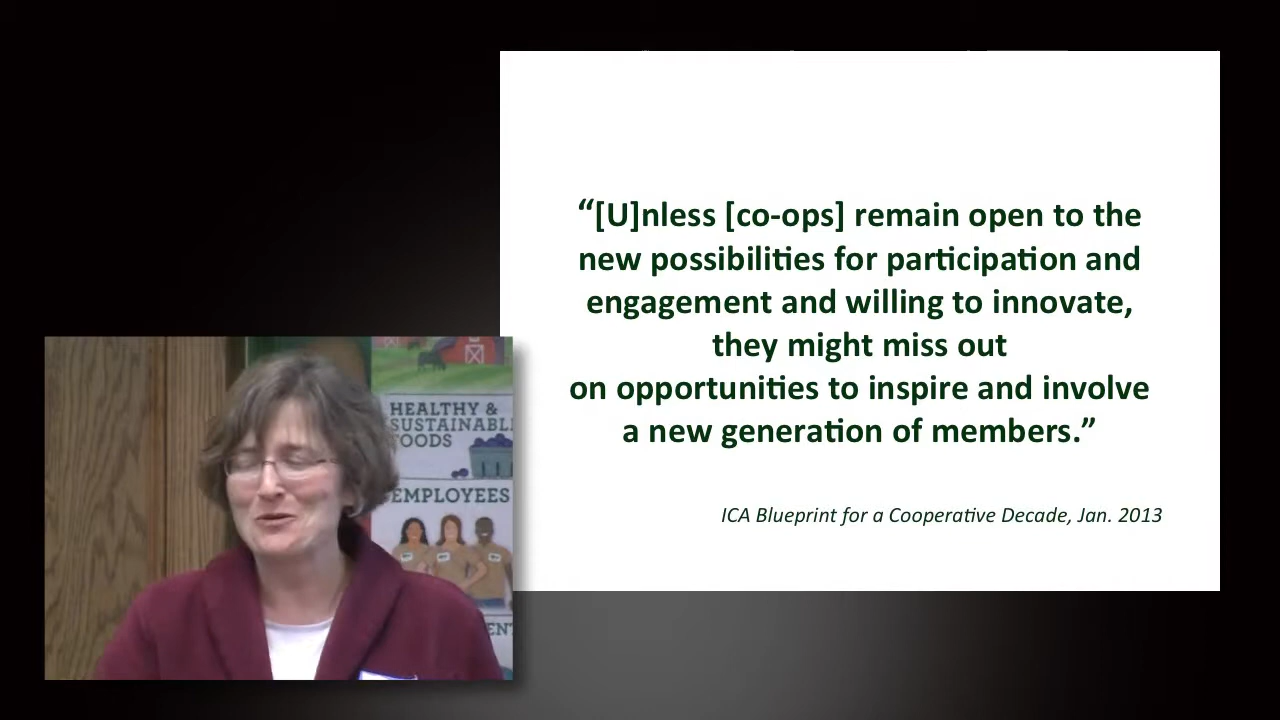 “[U]nless [co-ops] remain open to the
new possibilities for participation and
engagement and willing to innovate,
they might miss out
on opportunities to inspire and involve
a new generation of members.”
ICA Blueprint for a Cooperative Decade, Jan. 2013
HEALTHY &
SUSTAINABL
FOODS
EMPLOYEES